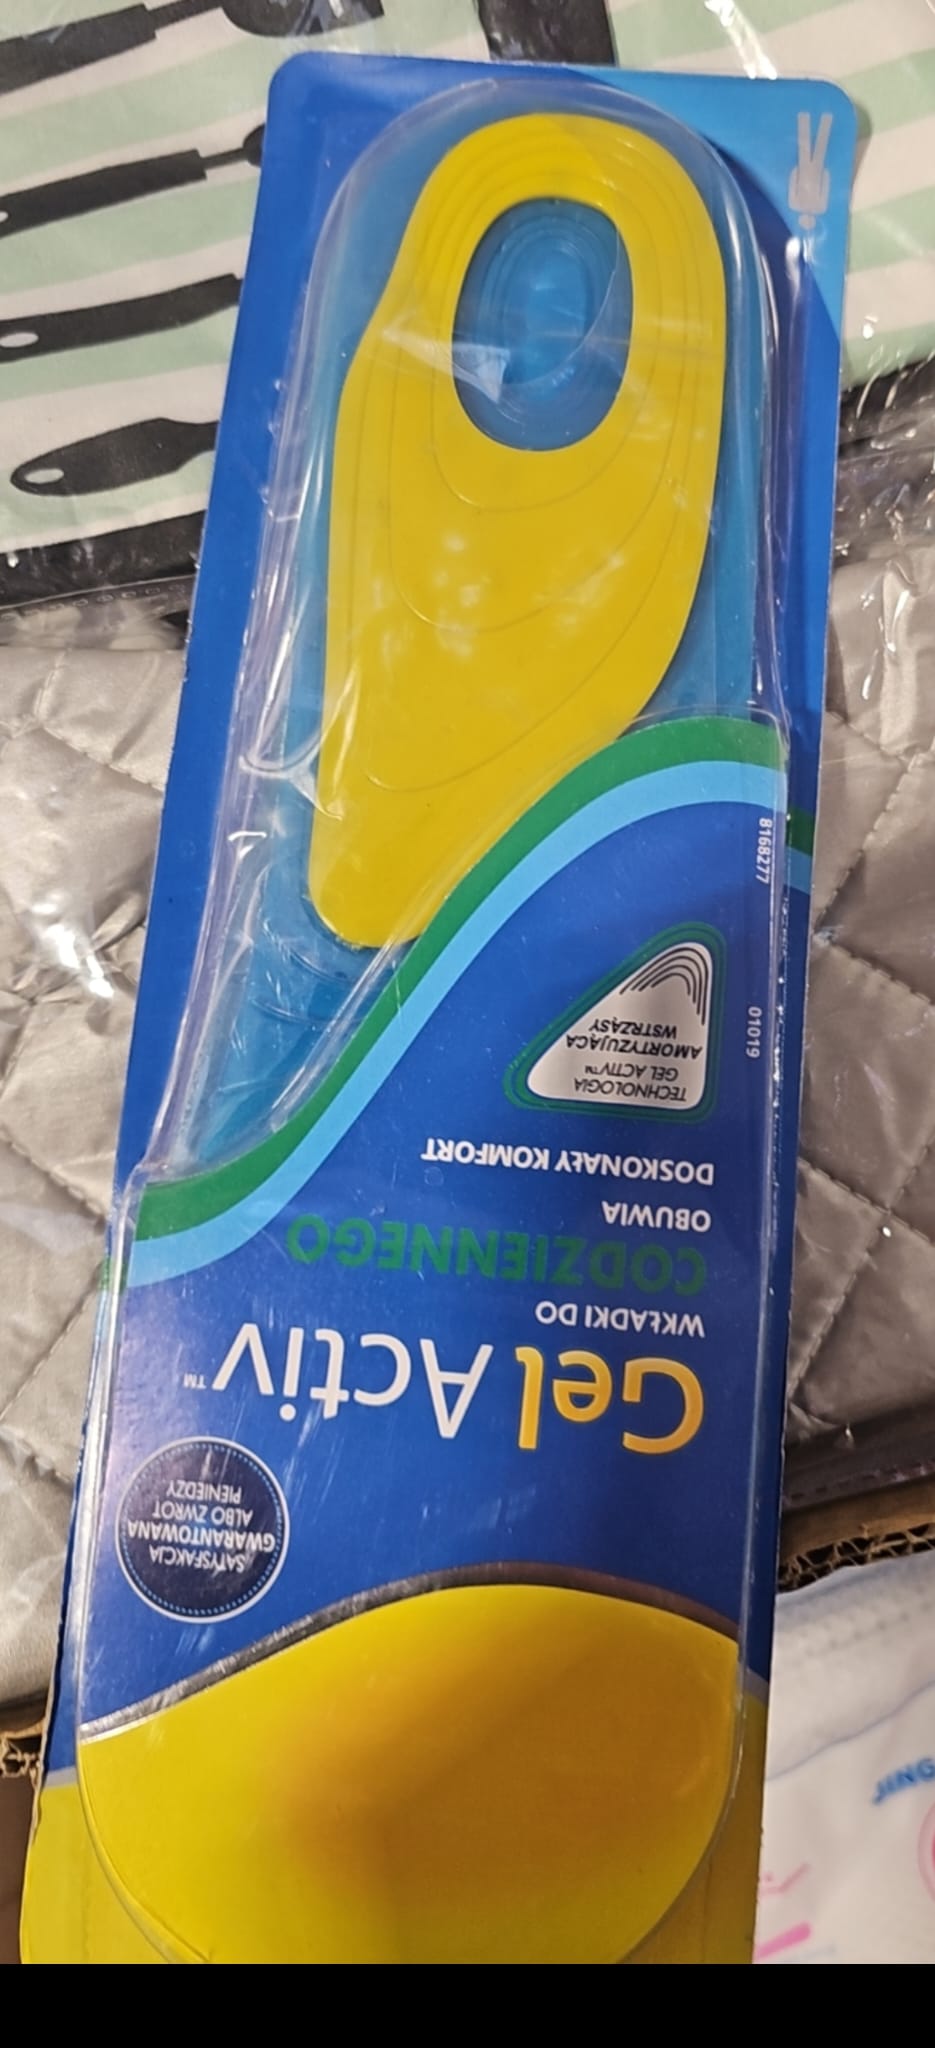 SATYSFAKCJA
GWARANTOWANA
ALBO ZWROT
PIENIĘDZY
Gel Activ™
WKŁADKI DO
CODZIENNEGO
OBUWIA
DOSKONAŁY KOMFORT
TECHNOLOGIA
GEL ACTIV™
AMORTYZUJĄCA
WSTRZĄSY
8168277
01019
JING